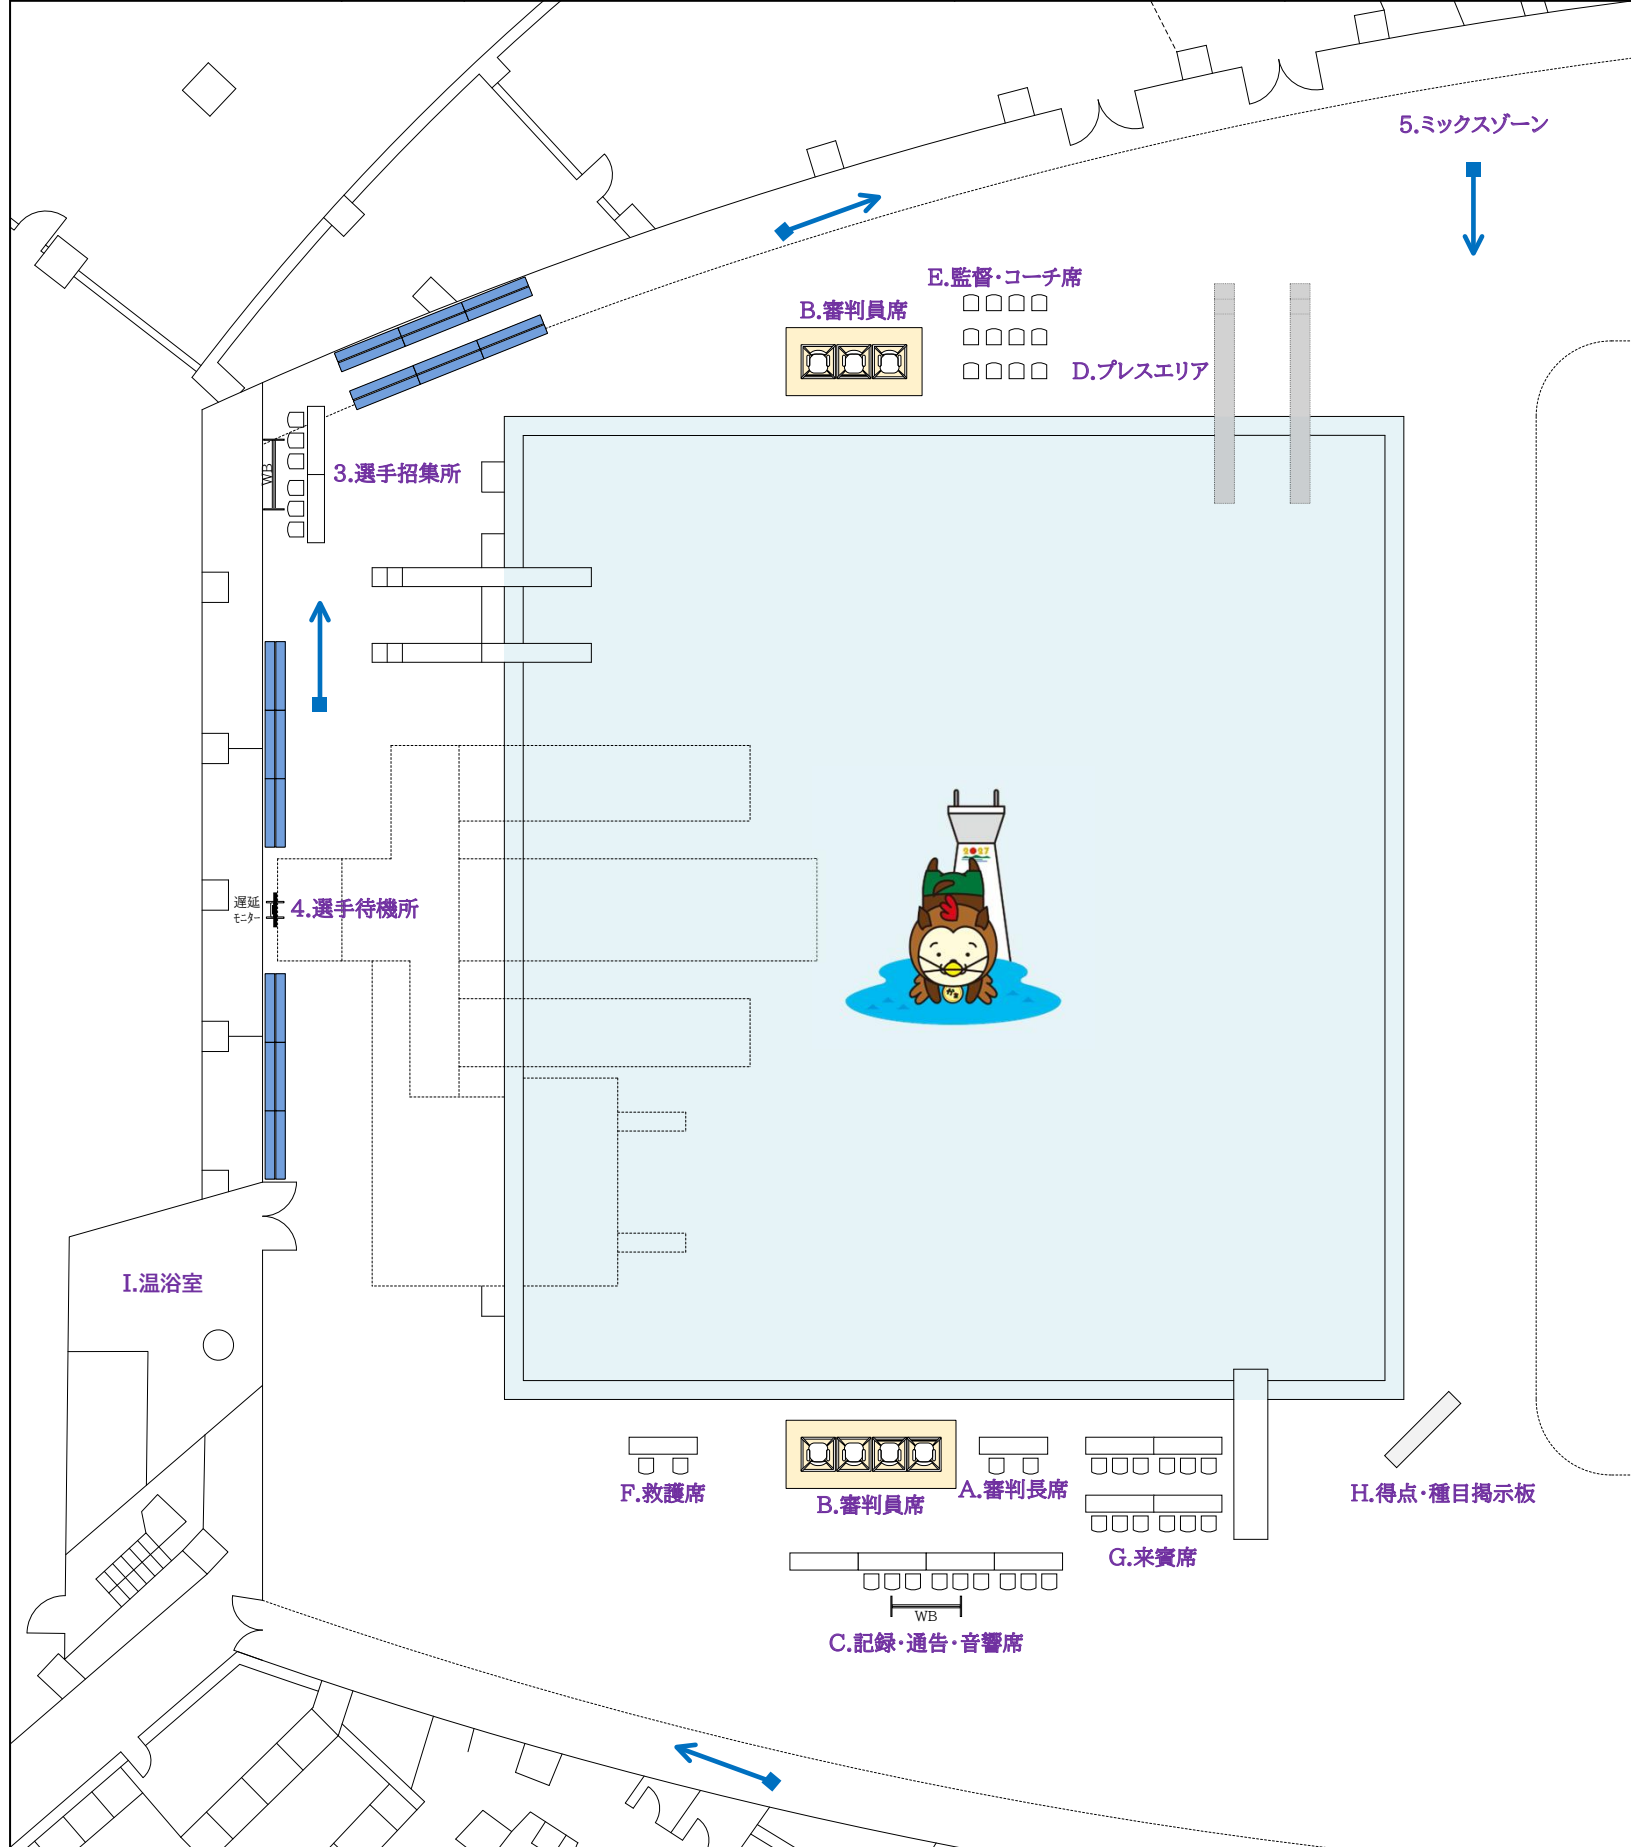 5.ミックスゾーン
E.監督・コーチ席
B.審判員席
D.プレスエリア
WB
3.選手招集所
2027
遅延
モニター
4.選手待機所
I.温浴室
F.救護席
B.審判員席
A.審判長席
H.得点・種目掲示板
G.来賓席
WB
C.記録・通告・音響席